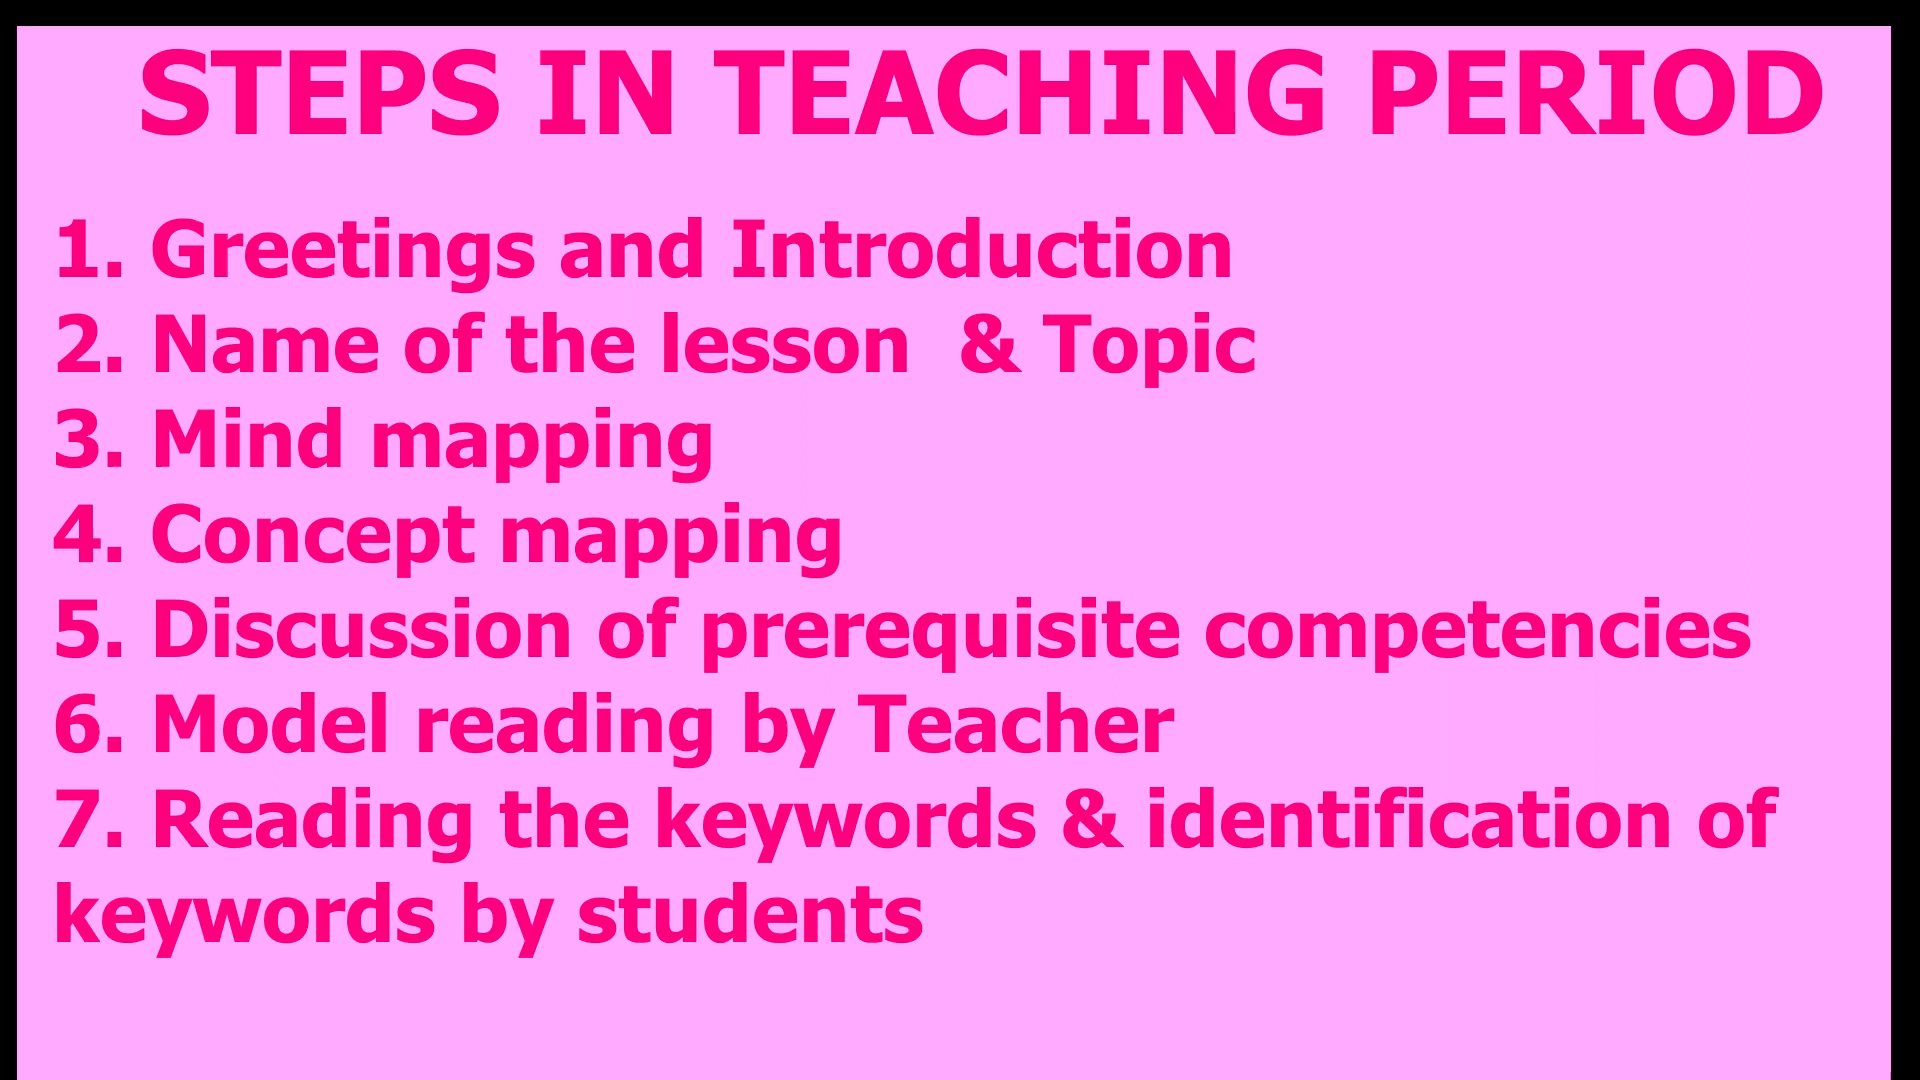 STEPS IN TEACHING PERIOD
1. Greetings and Introduction
2. Name of the lesson  & Topic
3. Mind mapping
4. Concept mapping
5. Discussion of prerequisite competencies
6. Model reading by Teacher
7. Reading the keywords & identification of
keywords by students